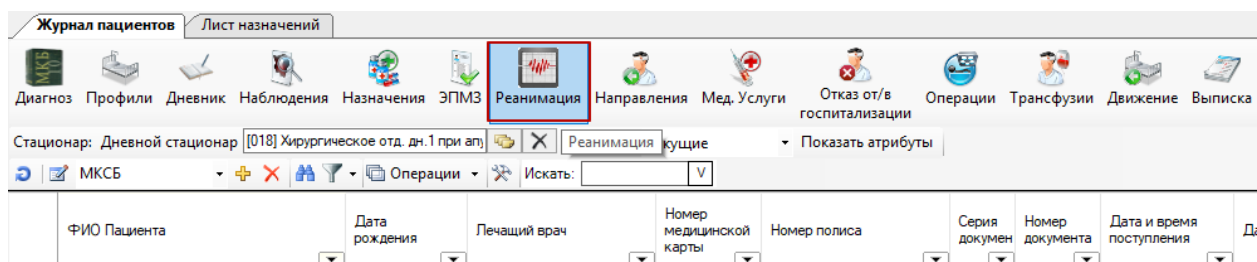 Журнал пациентов Лист назначений
МКБ 10
Диагноз Профили Дневник Наблюдения Назначения ЭПМЗ Реанимация Направления Мед. Услуги Отказ от/в госпитализации Операции Трансфузии Движение Выписка
Стационар: Дневной стационар [018] Хирургическое отд. дн.1 при апу Реанимация кущие Показать атрибуты
МКСБ Операции Искать: V
ФИО Пациента Дата рождения Лечащий врач Номер медицинской карты Номер полиса Серия докумен Номер документа Дата и время поступления Да